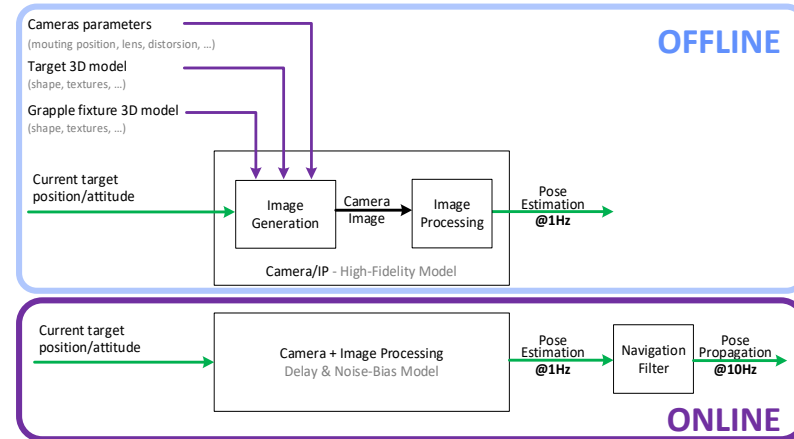 Cameras parameters
(mouting position, lens, distorsion, ...)
OFFLINE
Target 3D model
(shape, textures, ...)
Grapple fixture 3D model
(shape, textures, ...)
Current target
position/attitude
Image
Generation
Camera
Image
Image
Processing
Pose
Estimation
@1Hz
Camera/IP - High-Fidelity Model
Current target
position/attitude
Camera + Image Processing
Delay & Noise-Bias Model
Pose
Estimation
@1Hz
Navigation
Filter
Pose
Propagation
@10Hz
ONLINE